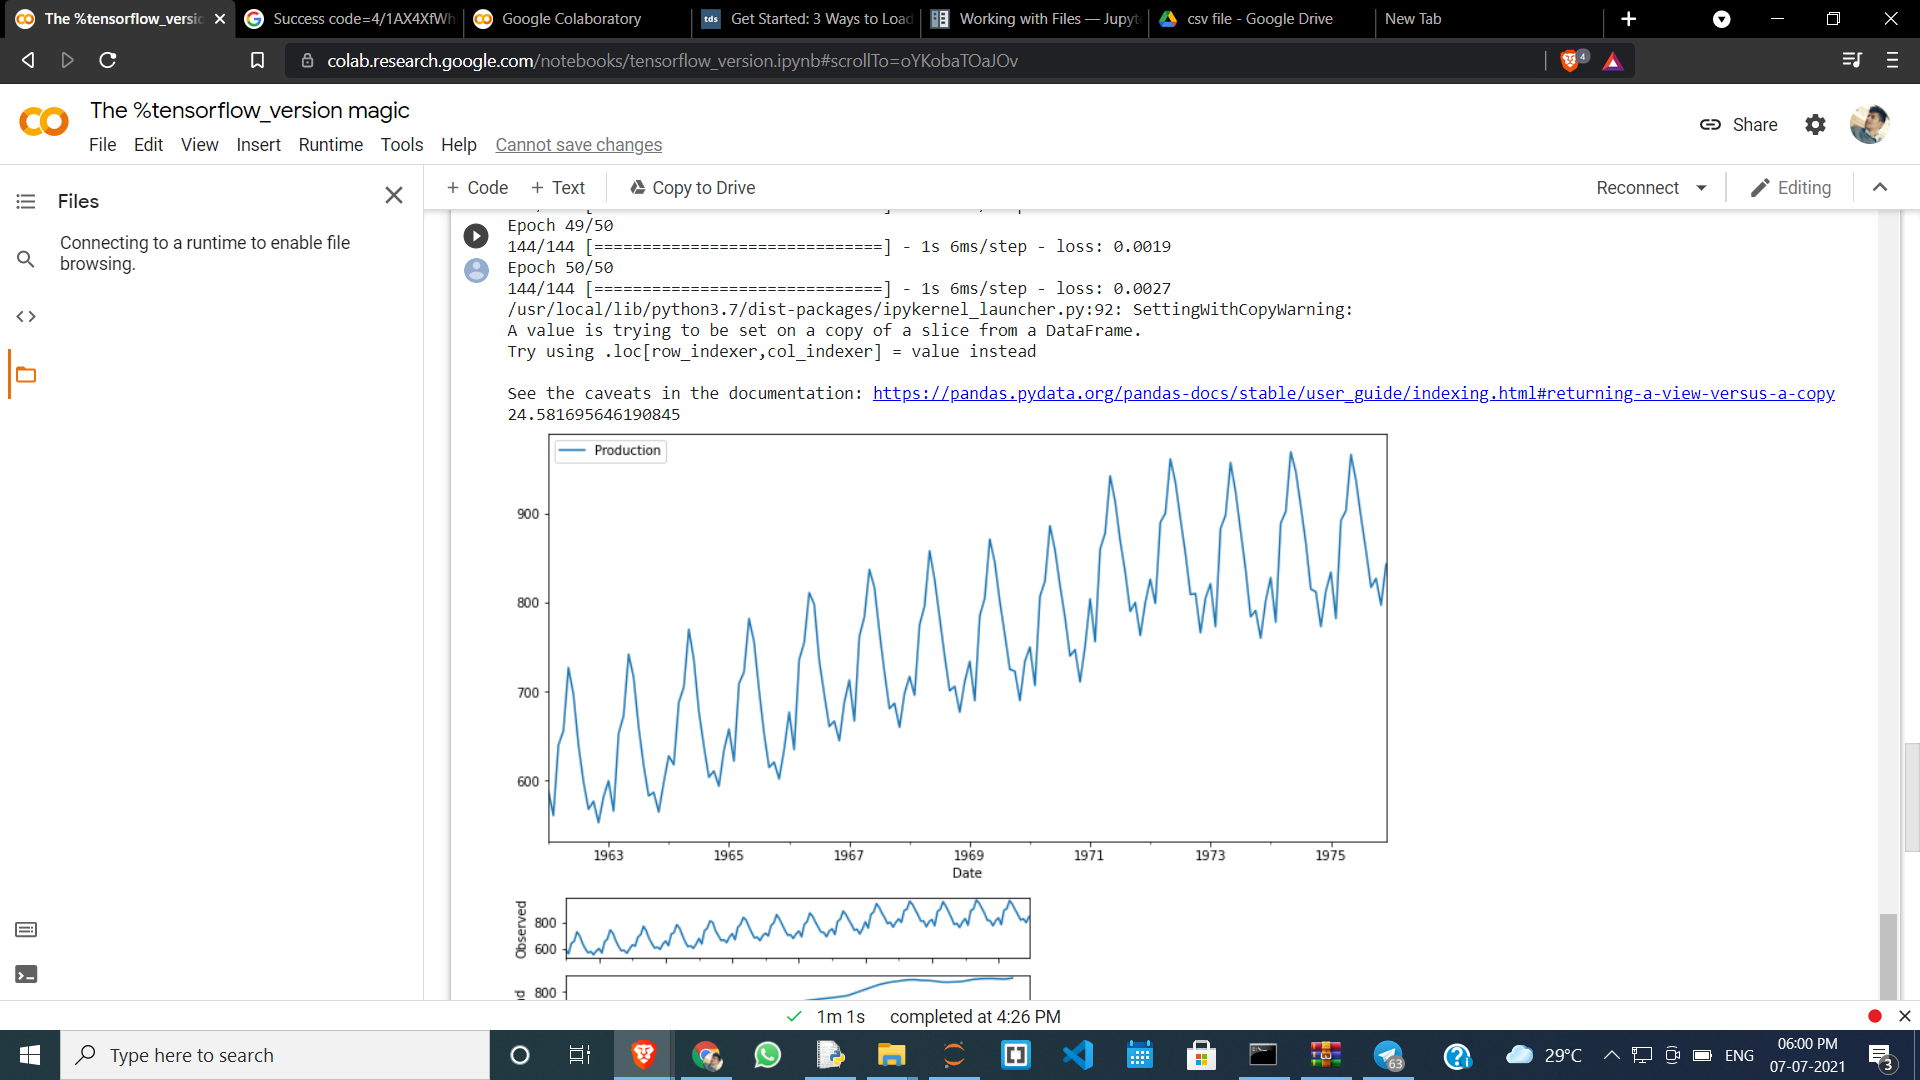 The %tensorflow_versic
Success code=4/1AX4XfWh
Google Colaboratory
tds
Get Started: 3 Ways to Load
Working with Files — Jupyt
csv file - Google Drive
New Tab
colab.research.google.com/notebooks/tensorflow_version.ipynb#scrollTo=oYKobaTOaJOv
4
The %tensorflow_version magic
File Edit View Insert Runtime Tools Help Cannot save changes
Share
Files
Connecting to a runtime to enable file
browsing.
+ Code + Text
Copy to Drive
Reconnect
Editing
Epoch 49/50
144/144 [==============================] - 1s 6ms/step - loss: 0.0019
Epoch 50/50
144/144 [==============================] - 1s 6ms/step - loss: 0.0027
/usr/local/lib/python3.7/dist-packages/ipykernel_launcher.py:92: SettingWithCopyWarning:
A value is trying to be set on a copy of a slice from a DataFrame.
Try using .loc[row_indexer,col_indexer] = value instead
See the caveats in the documentation: https://pandas.pydata.org/pandas-docs/stable/user_guide/indexing.html#returning-a-view-versus-a-copy
24.581695646190845
Production
900
800
700
600
1963 1965 1967 1969 1971 1973 1975
Date
Observed
800
600
800
1m 1s completed at 4:26 PM
Type here to search
63
29°C
ENG
06:00 PM
07-07-2021
3